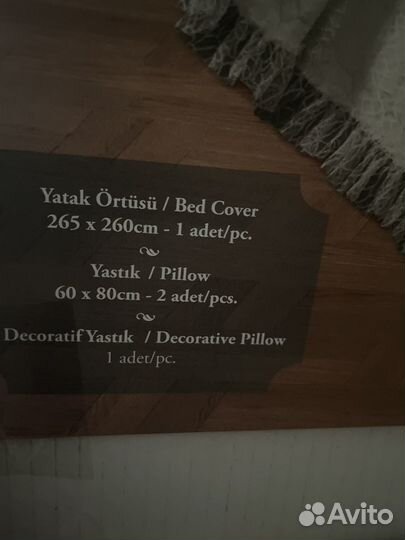 Yatak Örtüsü / Bed Cover
265 x 260cm - 1 adet/pc.
Yastık / Pillow
60 x 80cm - 2 adet/pcs.
Decoratif Yastık / Decorative Pillow
1 adet/pc.
Avito